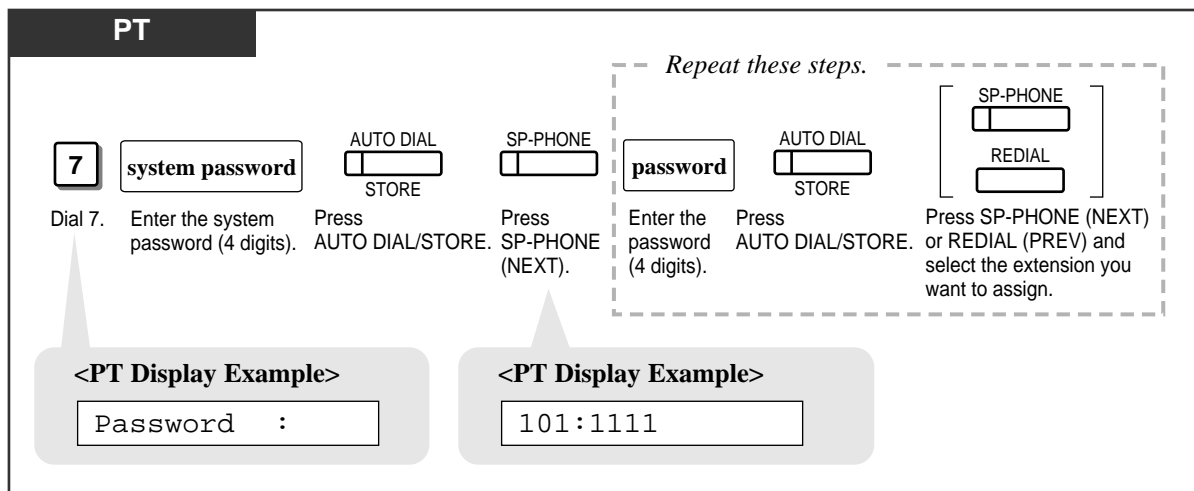 PT
Repeat these steps.
SP-PHONE
REDIAL
7
system password
AUTO DIAL
STORE
SP-PHONE
password
AUTO DIAL
STORE
Dial 7.
Enter the system
password (4 digits).
Press
AUTO DIAL/STORE.
Press
SP-PHONE
(NEXT).
Enter the
password
(4 digits).
Press
AUTO DIAL/STORE.
Press SP-PHONE (NEXT)
or REDIAL (PREV) and
select the extension you
want to assign.
<PT Display Example>
Password :
<PT Display Example>
101:1111